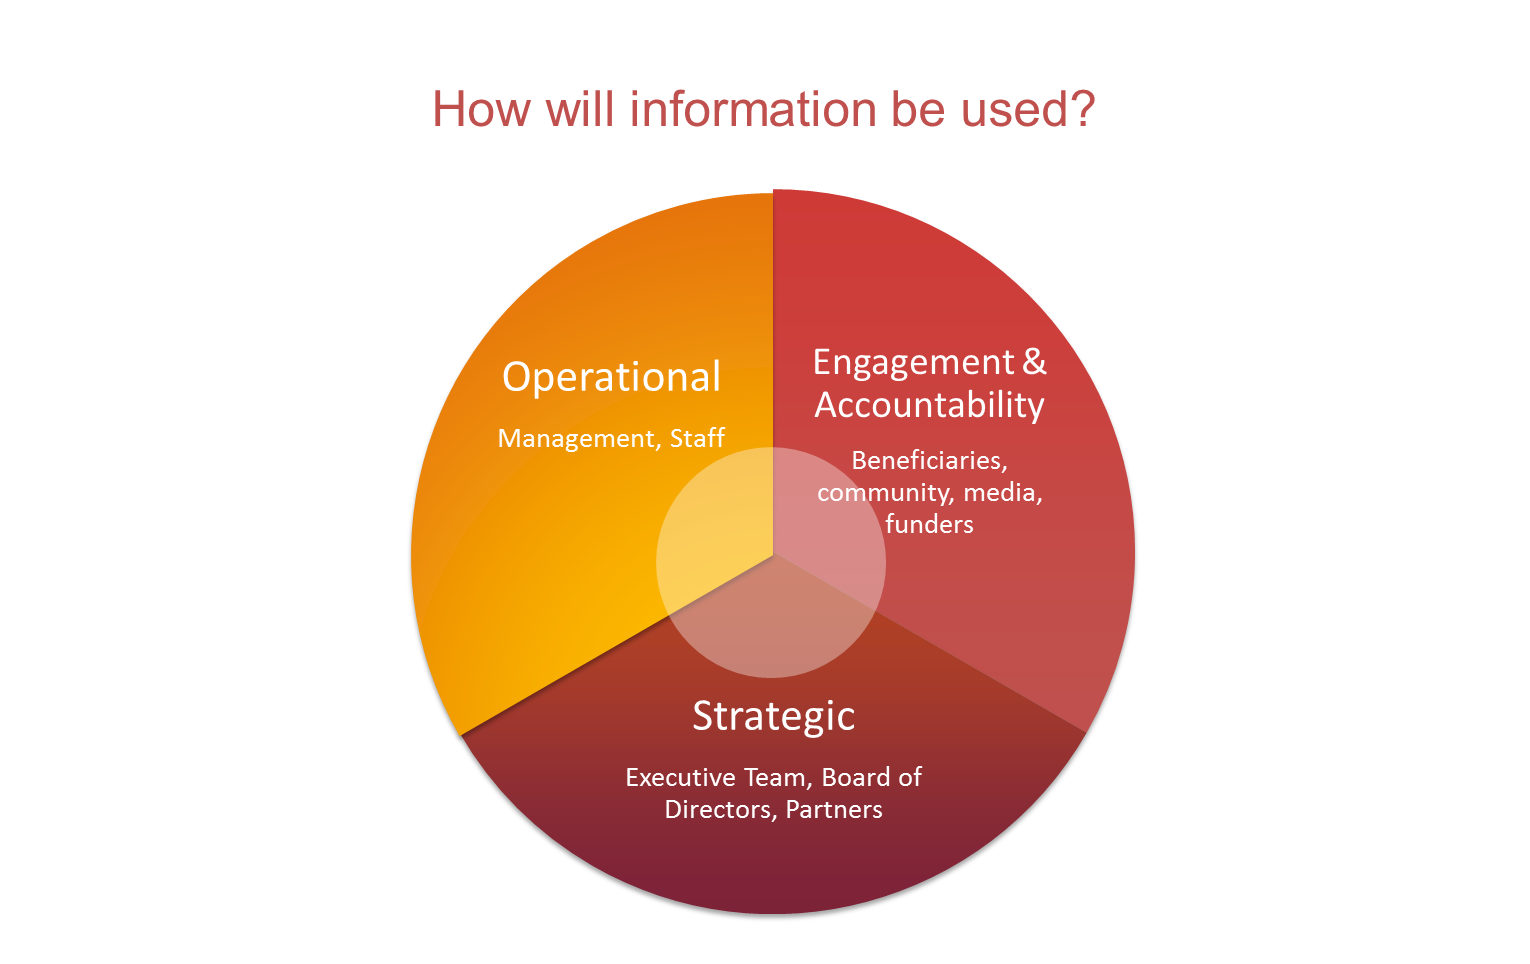 How will information be used?
Operational
Management, Staff
Engagement &
Accountability
Beneficiaries,
community, media,
funders
Strategic
Executive Team, Board of
Directors, Partners